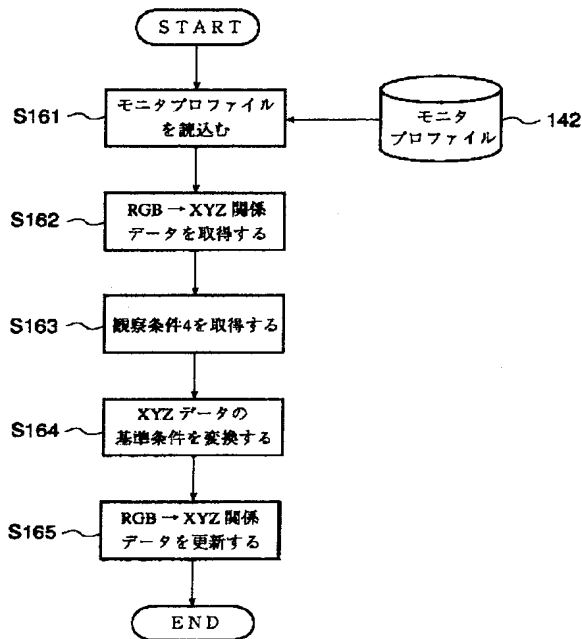 START
S161
モニタプロファイル
を読込む
モニタ
プロファイル
142
S162
RGB → XYZ 関係
データを取得する
S163
観察条件4を取得する
S164
XYZ データの
基準条件を変換する
S165
RGB → XYZ 関係
データを更新する
END